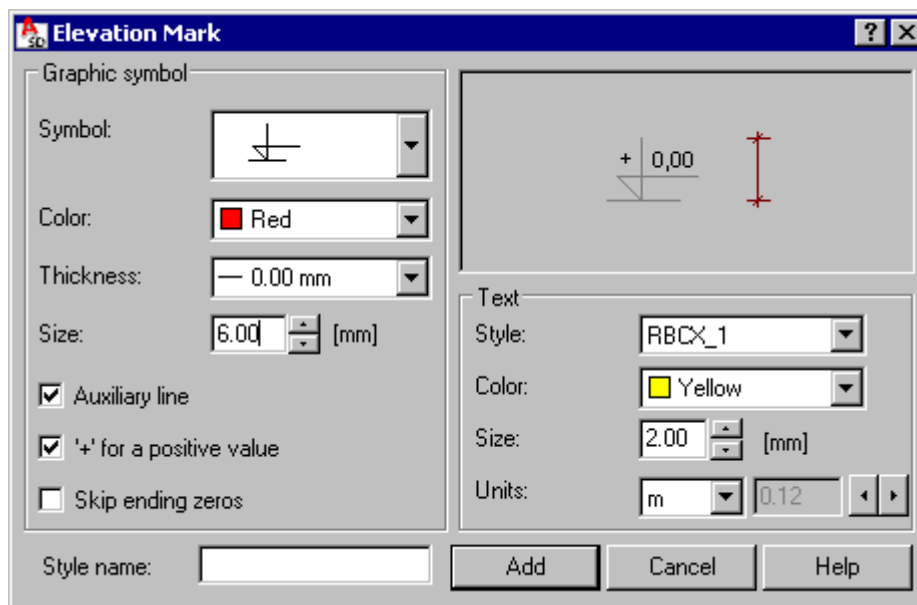 Elevation Mark
Graphic symbol
Symbol:
Color:
Red
Thickness:
0.00 mm
Size:
6.00
[mm]
Auxiliary line
'+' for a positive value
Skip ending zeros
+ 0,00
Text
Style:
RBCX_1
Color:
Yellow
Size:
2.00
[mm]
Units:
m
0.12
Style name:
Add
Cancel
Help